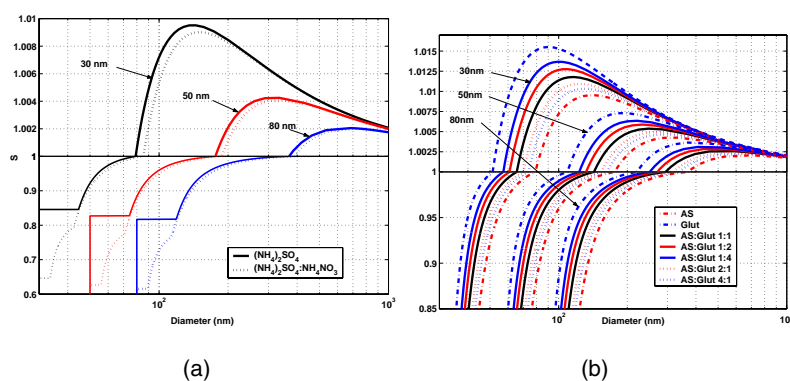 1.01
1.006
1.004
1.002
S
1
0.9
0.8
0.7
0.6
30 nm
50 nm
80 nm
(NH4)2SO4
(NH4)2SO4:NH4NO3
10^2
10^3
Diameter (nm)
(a)
1.015
1.0125
1.01
1.0075
1.005
1.0025
1
0.95
0.9
0.85
30nm
50nm
80nm
AS
Glut
AS:Glut 1:1
AS:Glut 1:2
AS:Glut 1:4
AS:Glut 2:1
AS:Glut 4:1
10^2
10
Diameter (nm)
(b)